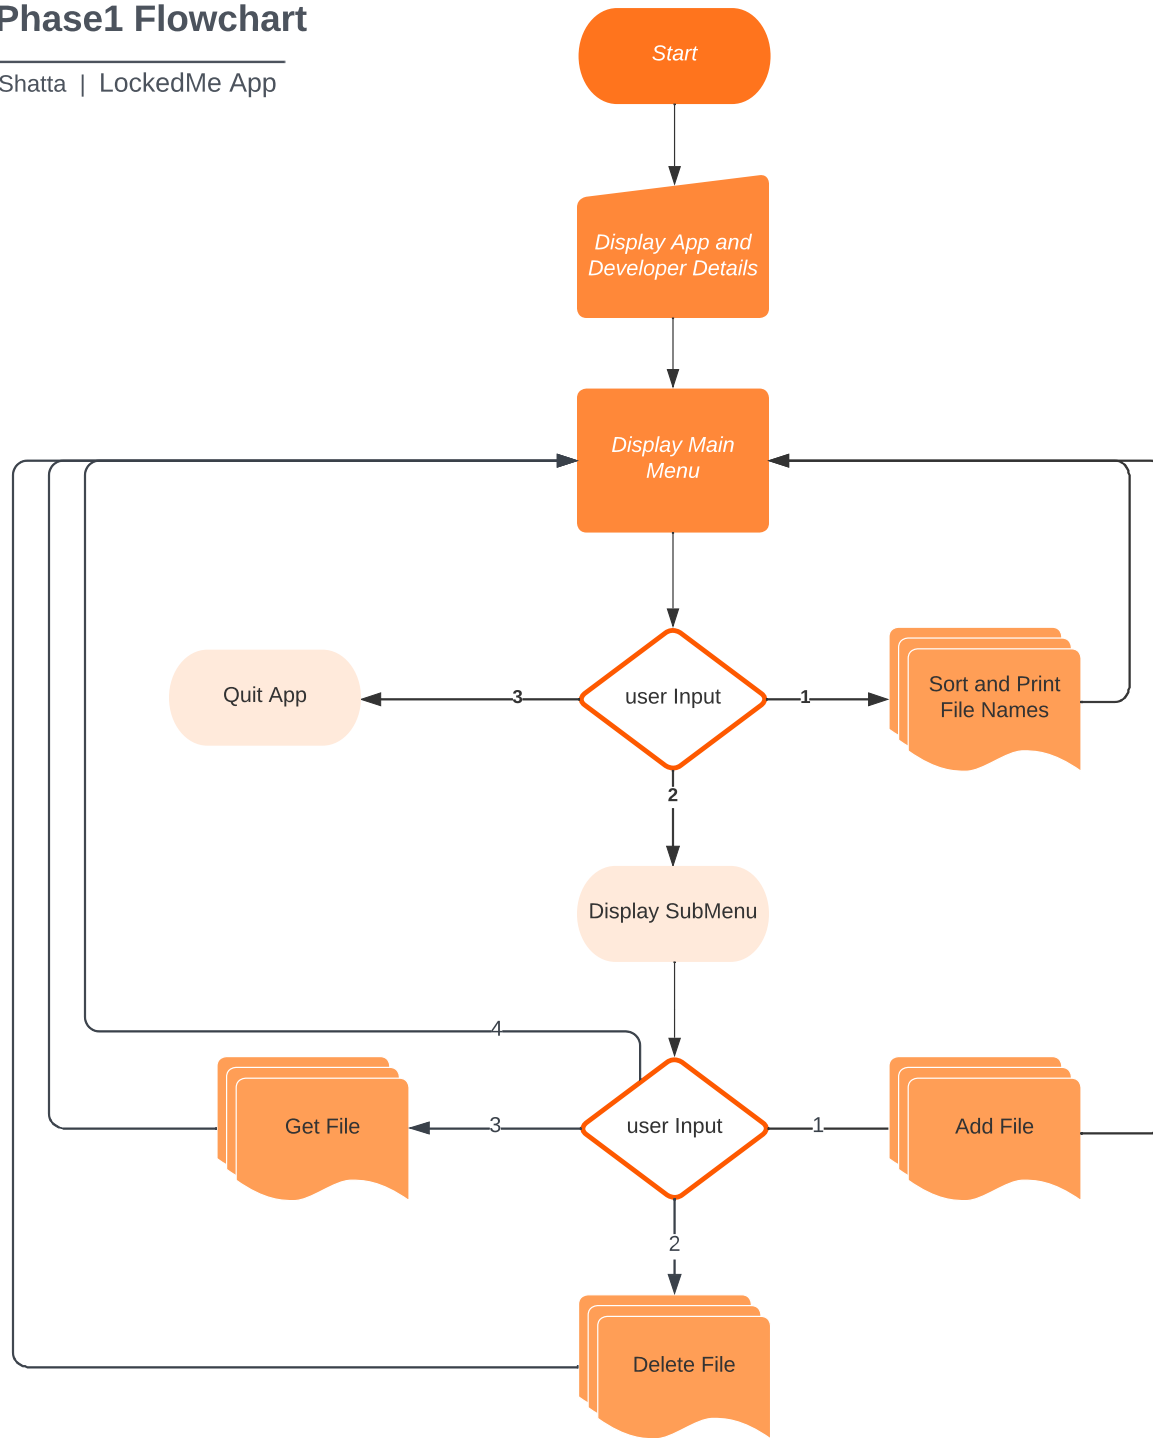 Phase1 Flowchart
Shatta | LockedMe App
Start
Display App and
Developer Details
Display Main
Menu
Quit App
3
user Input
1
Sort and Print
File Names
2
Display SubMenu
4
Get File
3
user Input
1
Add File
2
Delete File